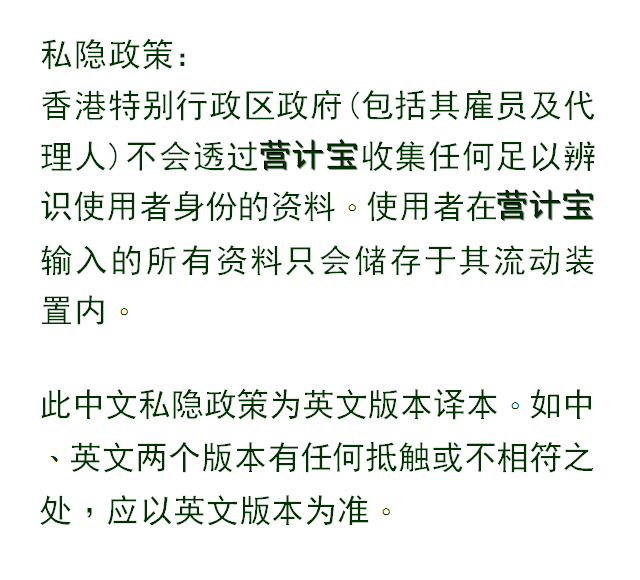 私隐政策:
香港特别行政区政府(包括其雇员及代
理人)不会透过营计宝收集任何足以辨
识使用者身份的资料。使用者在营计宝
输入的所有资料只会储存于其流动装
置内。
此中文私隐政策为英文版本译本。如中
、英文两个版本有任何抵触或不相符之
处，应以英文版本为准。